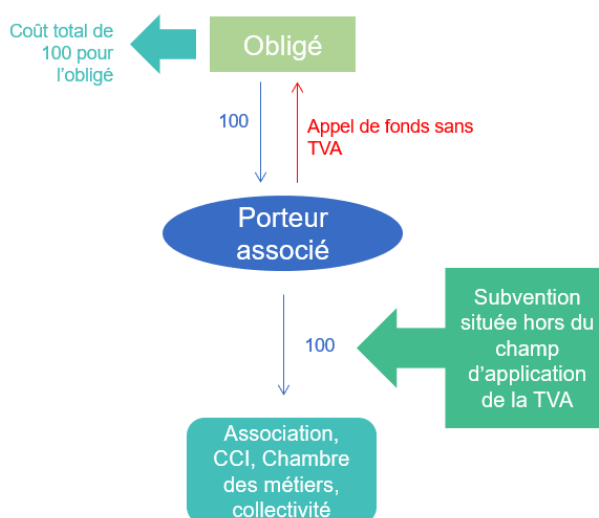 Coût total de
100 pour
l'obligé
Obligé
100
Appel de fonds sans
TVA
Porteur
associé
100
Subvention
située hors du
champ
d'application
de la TVA
Association,
CCI, Chambre
des métiers,
collectivité